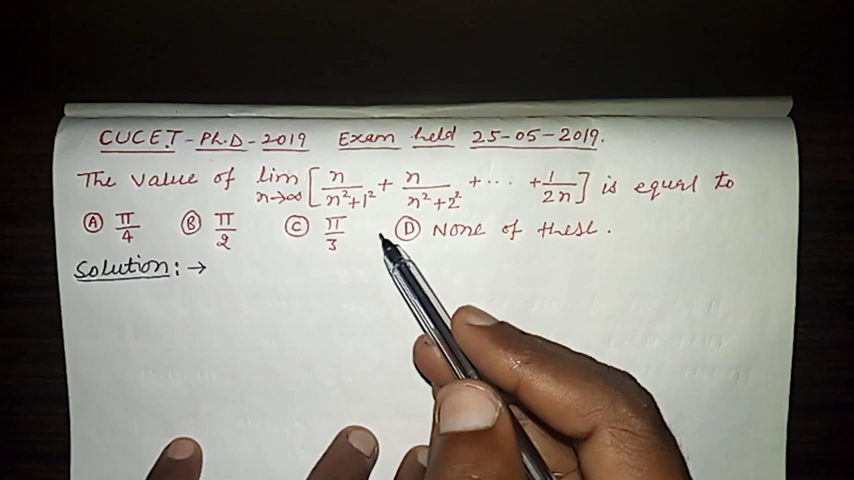 CUCET - Ph.D - 2019 Exam held 25-05-2019.
The value of lim n→∞ [ n/(n²+1²) + n/(n²+2²) + ... + 1/(2n) ] is equal to
(A) π/4 (B) π/2 (C) π/3 (D) None of these.
Solution: →